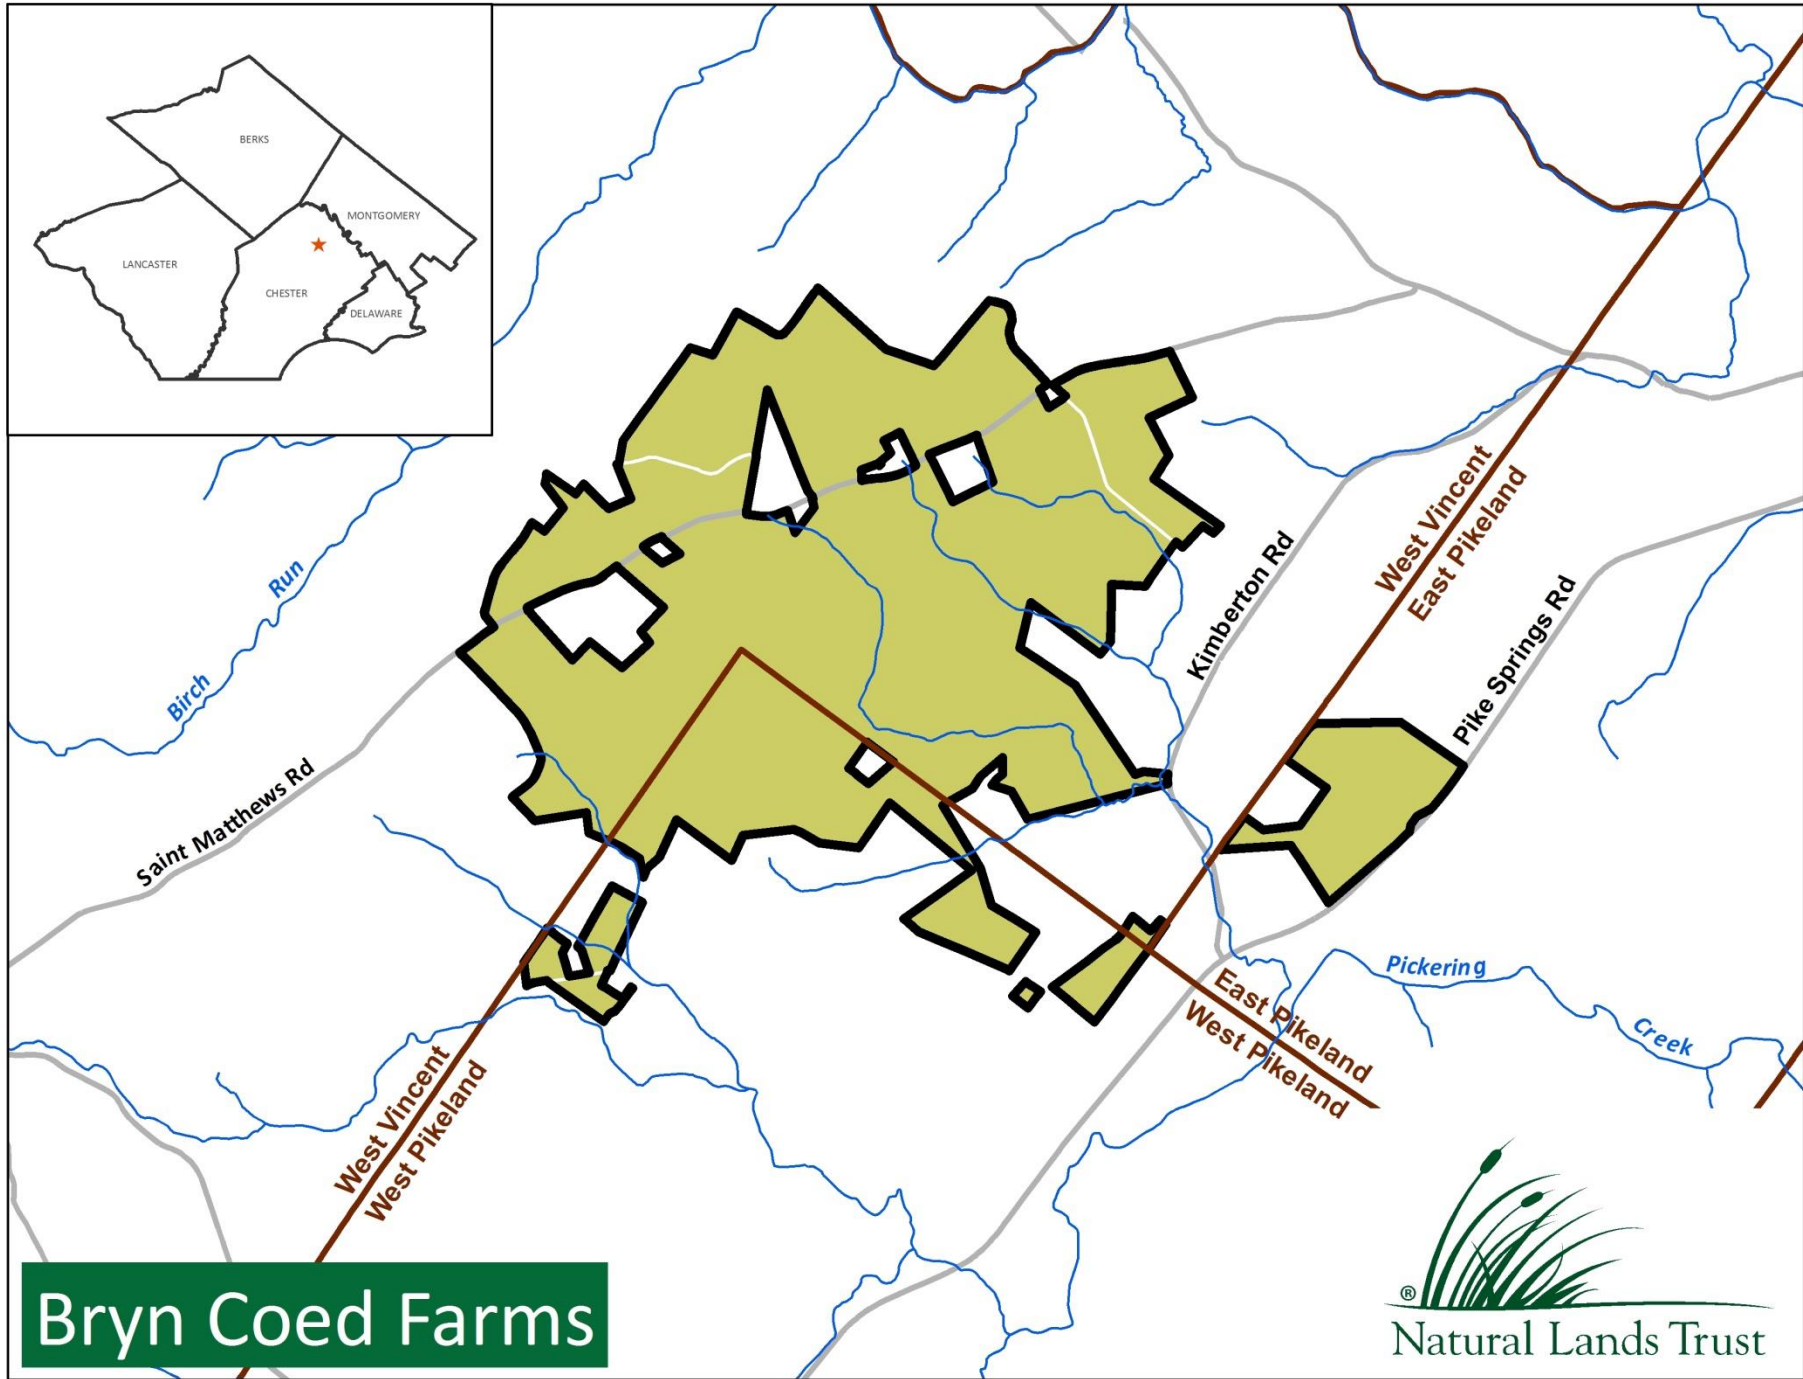 BERKS
MONTGOMERY
LANCASTER
CHESTER
DELAWARE
West Vincent
East Pikeland
Kimberton Rd
Pike Springs Rd
Birch
Run
Saint Matthews Rd
Pickering
Creek
East Pikeland
West Pikeland
West Vincent
West Pikeland
Bryn Coed Farms
®
Natural Lands Trust